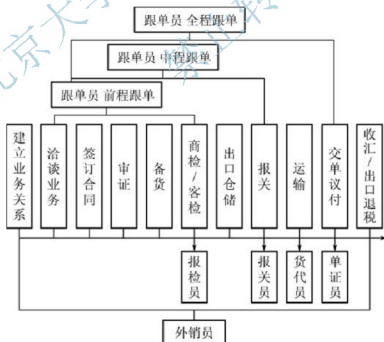 跟单员 全程跟单
跟单员 中程跟单
跟单员 前程跟单
建立业务关系
洽谈业务
签订合同
审证
备货
商检/客检
出口仓储
报关
运输
交单议付
收汇/出口退税
报检员
报关员
货代员
单证员
外销员